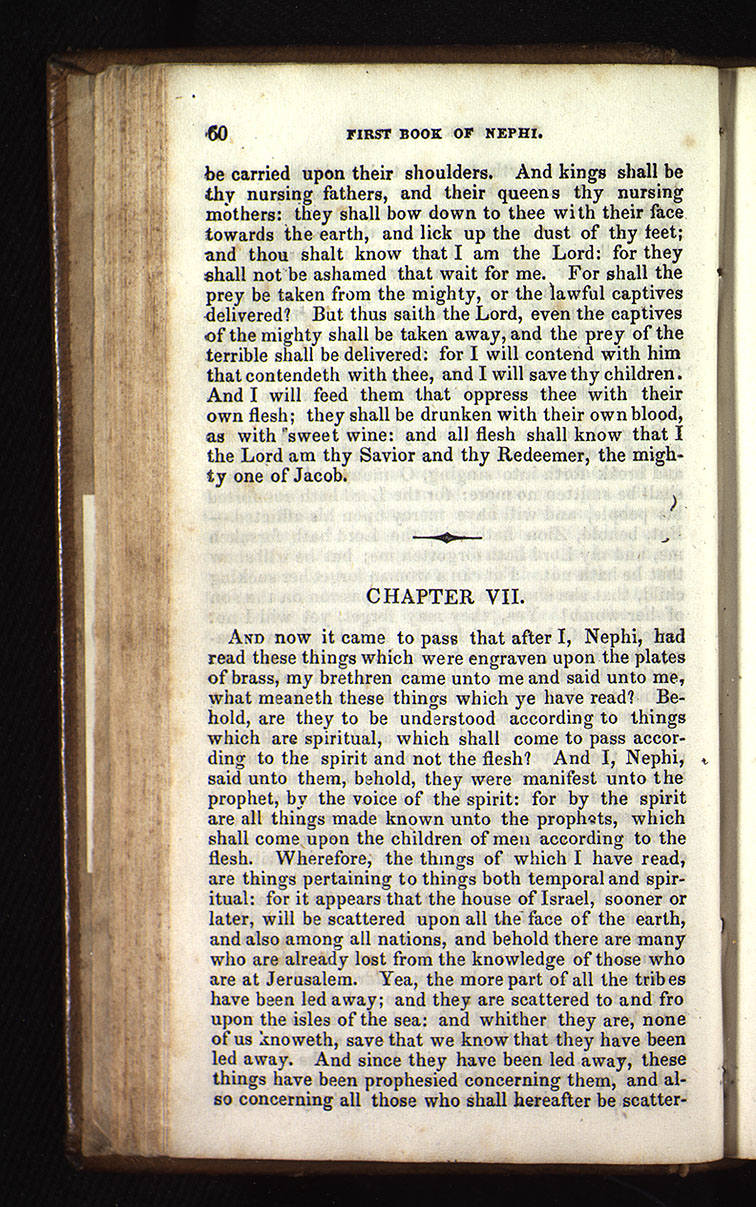 60 FIRST BOOK OF NEPHI.
be carried upon their shoulders. And kings shall be
thy nursing fathers, and their queens thy nursing
mothers: they shall bow down to thee with their face
towards the earth, and lick up the dust of thy feet;
and thou shalt know that I am the Lord: for they
shall not be ashamed that wait for me. For shall the
prey be taken from the mighty, or the lawful captives
delivered? But thus saith the Lord, even the captives
of the mighty shall be taken away, and the prey of the
terrible shall be delivered: for I will contend with him
that contendeth with thee, and I will save thy children.
And I will feed them that oppress thee with their
own flesh; they shall be drunken with their own blood,
as with sweet wine: and all flesh shall know that I
the Lord am thy Savior and thy Redeemer, the migh-
ty one of Jacob.
CHAPTER VII.
AND now it came to pass that after I, Nephi, had
read these things which were engraven upon the plates
of brass, my brethren came unto me and said unto me,
what meaneth these things which ye have read? Be-
hold, are they to be understood according to things
which are spiritual, which shall come to pass accor-
ding to the spirit and not the flesh? And I, Nephi,
said unto them, behold, they were manifest unto the
prophet, by the voice of the spirit: for by the spirit
are all things made known unto the prophets, which
shall come upon the children of men according to the
flesh. Wherefore, the things of which I have read,
are things pertaining to things both temporal and spir-
itual: for it appears that the house of Israel, sooner or
later, will be scattered upon all the face of the earth,
and also among all nations, and behold there are many
who are already lost from the knowledge of those who
are at Jerusalem. Yea, the more part of all the tribes
have been led away; and they are scattered to and fro
upon the isles of the sea: and whither they are, none
of us knoweth, save that we know that they have been
led away. And since they have been led away, these
things have been prophesied concerning them, and al-
so concerning all those who shall hereafter be scatter-